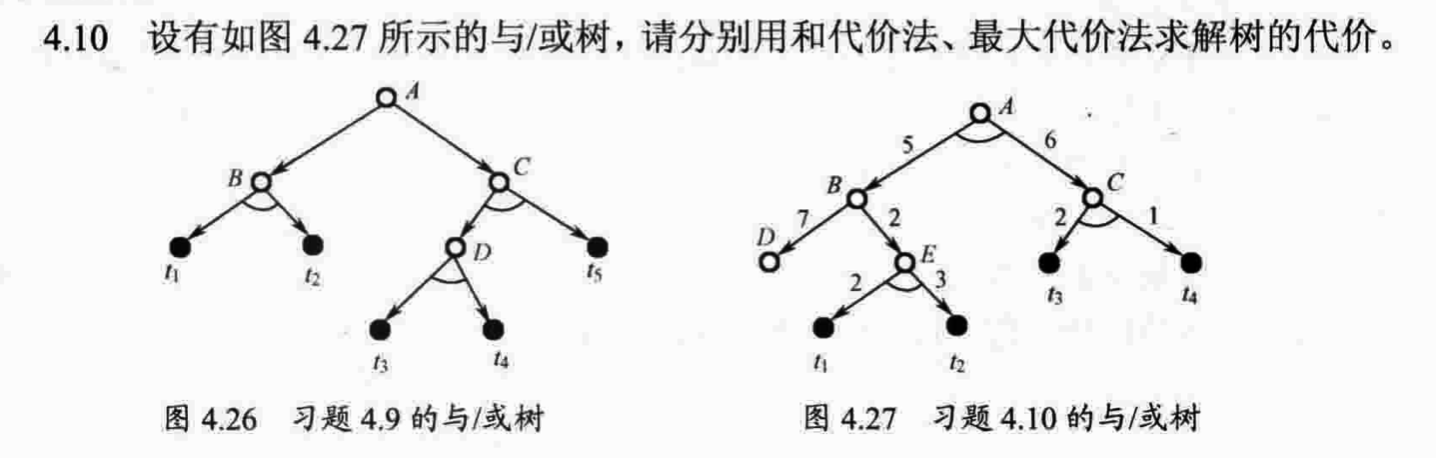 4.10 设有如图 4.27 所示的与/或树，请分别用和代价法、最大代价法求解树的代价。
A
B
C
t1
t2
D
t5
t3
t4
A
5
6
B
C
7
2
2
1
D
E
2
3
t3
t4
t1
t2
图 4.26 习题 4.9 的与/或树
图 4.27 习题 4.10 的与/或树